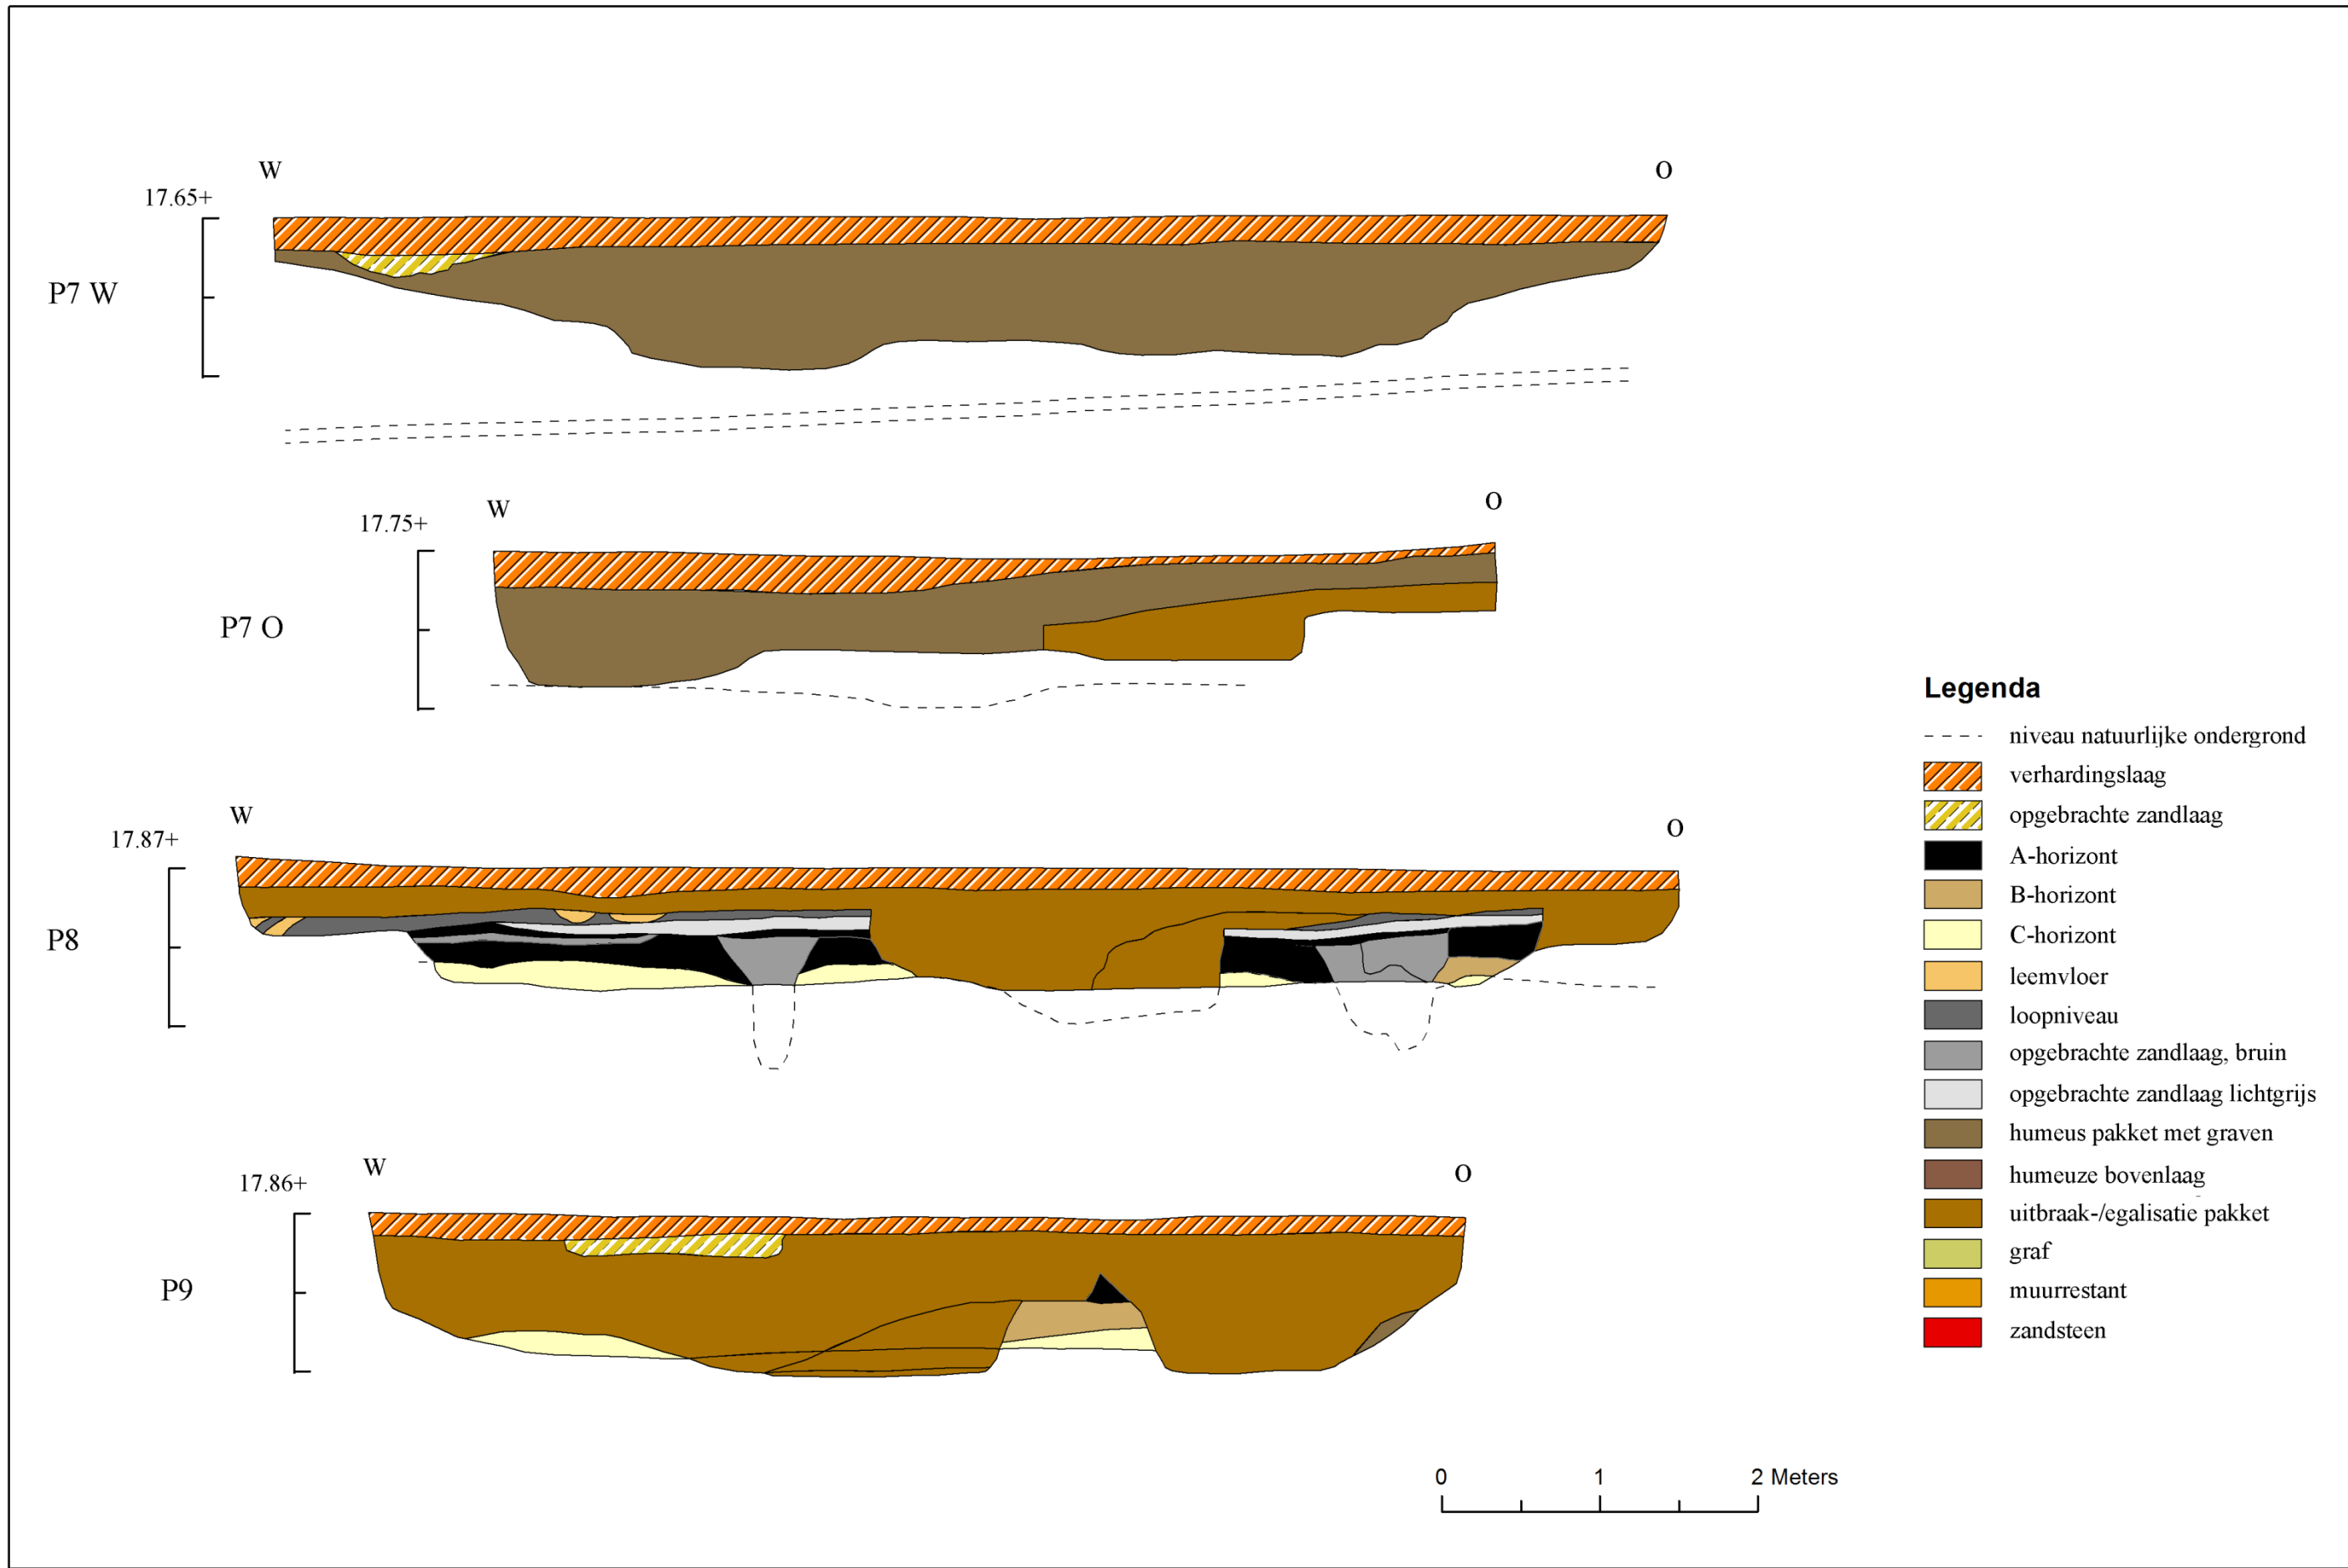 W
O
17.65+
P7 W
W
O
17.75+
P7 O
W
O
17.87+
P8
W
O
17.86+
P9
Legenda
niveau natuurlijke ondergrond
verhardingslaag
opgebrachte zandlaag
A-horizont
B-horizont
C-horizont
leemvloer
loopniveau
opgebrachte zandlaag, bruin
opgebrachte zandlaag lichtgrijs
humeus pakket met graven
humeuze bovenlaag
uitbraak-/egalisatie pakket
graf
muurrestant
zandsteen
0 1 2 Meters